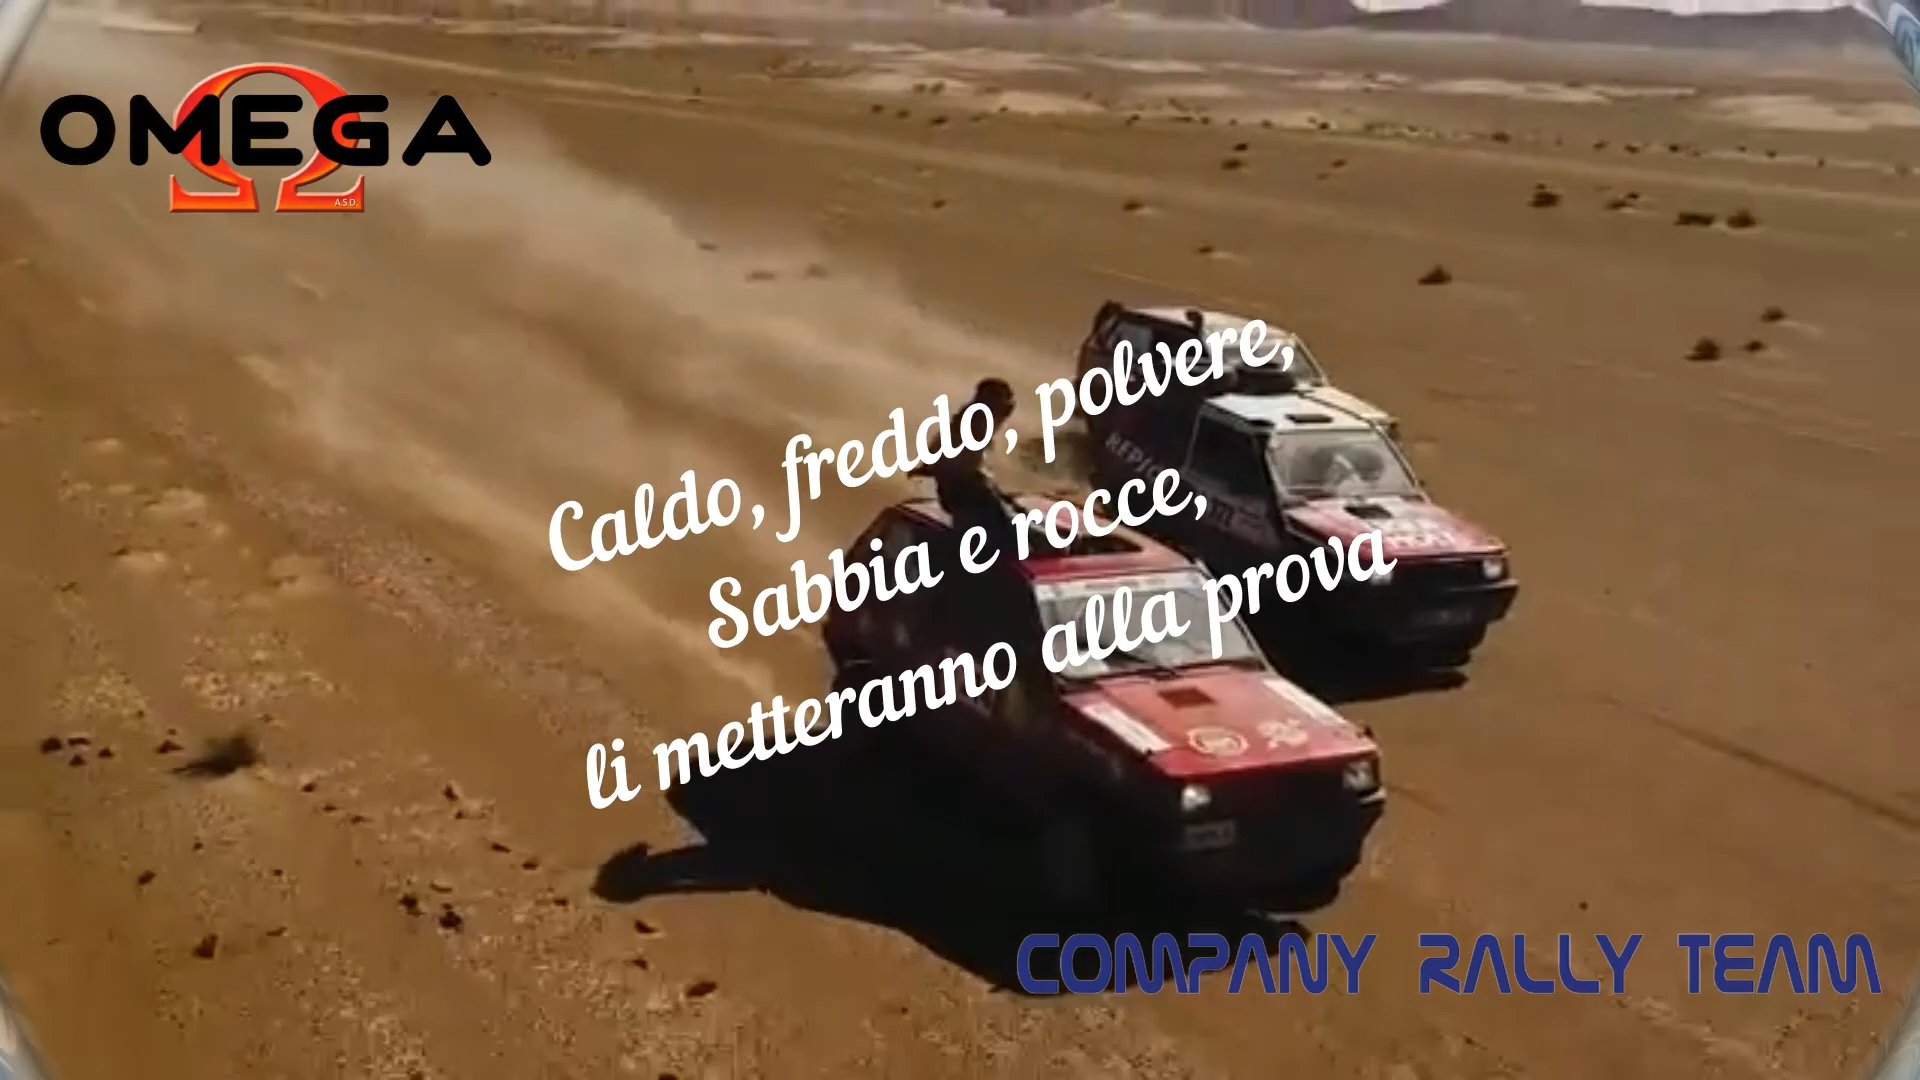 OMEGA
A.S.D.
Caldo, freddo, polvere,
Sabbia e rocce,
li metteranno alla prova
COMPANY RALLY TEAM